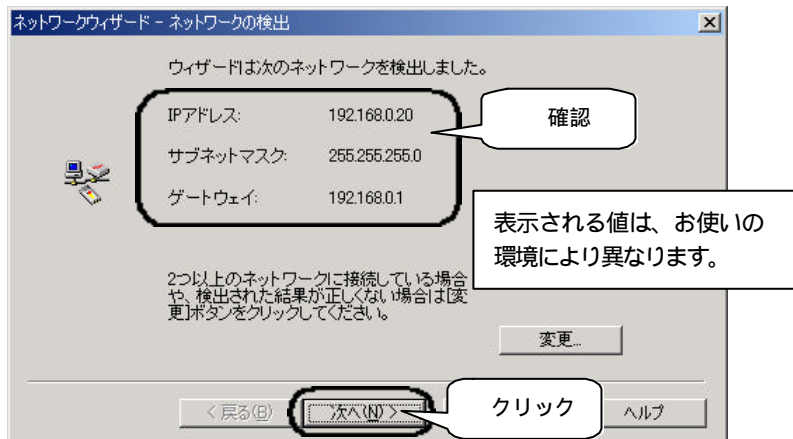 ネットワークウィザード - ネットワークの検出
ウィザードは次のネットワークを検出しました。
IPアドレス: 192.168.0.20
確認
サブネットマスク: 255.255.255.0
ゲートウェイ: 192.168.0.1
表示される値は、お使いの
環境により異なります。
2つ以上のネットワークに接続している場合
や、検出された結果が正しくない場合は[変
更]ボタンをクリックしてください。
変更...
< 戻る(B)
次へ(N) >
クリック
ヘルプ